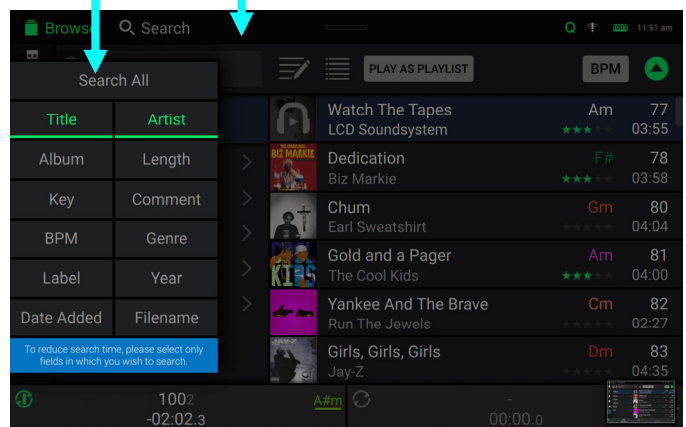 Browse
Search
Q
11:51 am
PLAY AS PLAYLIST
BPM
Search All
Title Artist
Album Length
Key Comment
BPM Genre
Label Year
Date Added Filename
To reduce search time, please select only
fields in which you wish to search.
Watch The Tapes Am 77
LCD Soundsystem 03:55
BIZ MARKIE
Dedication F# 78
Biz Markie 03:58
Chum Gm 80
Earl Sweatshirt 04:04
KIDS
Gold and a Pager Am 81
The Cool Kids 04:00
Yankee And The Brave Cm 82
Run The Jewels 02:27
JAY-Z
Girls, Girls, Girls Dm 83
Jay-Z 04:35
1002
-02:02.3
A#m
-
00:00.0